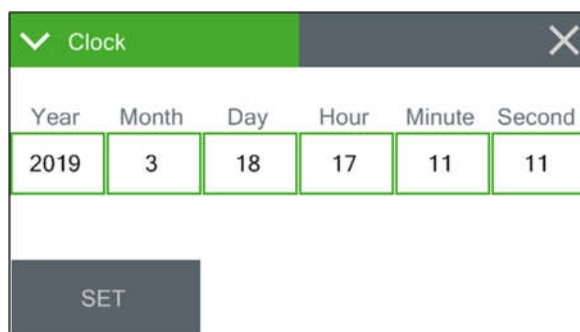 Clock
Year Month Day Hour Minute Second
2019 3 18 17 11 11
SET